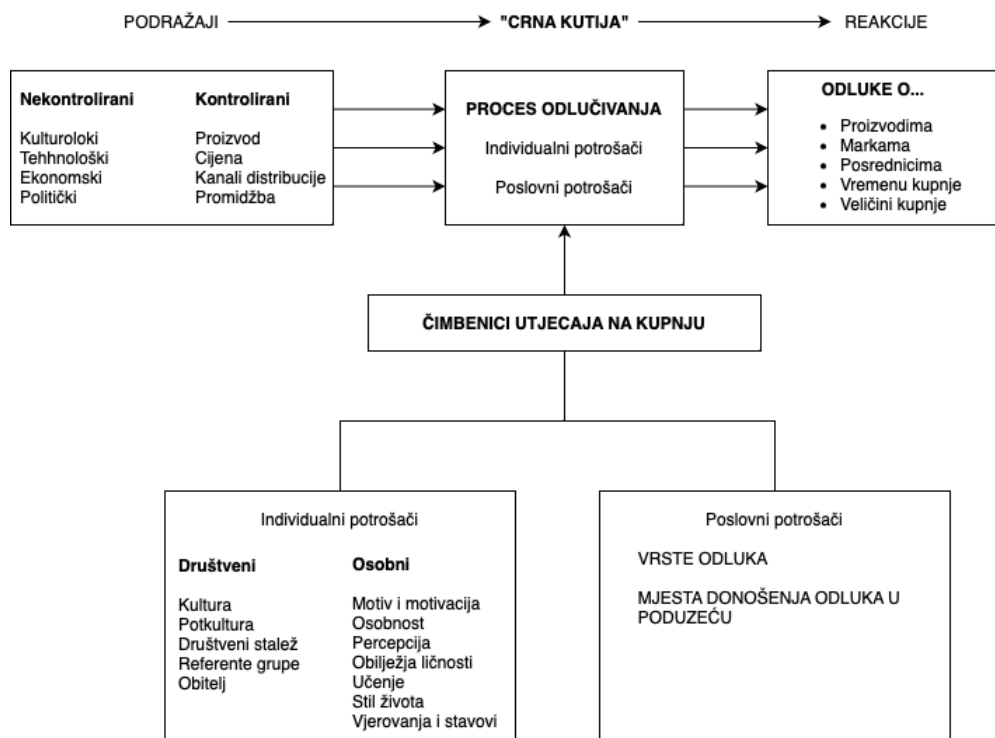 PODRAŽAJI
"CRNA KUTIJA"
REAKCIJE
Nekontrolirani
Kulturoloki
Tehhnološki
Ekonomski
Politički
Kontrolirani
Proizvod
Cijena
Kanali distribucije
Promidžba
PROCES ODLUČIVANJA
Individualni potrošači
Poslovni potrošači
ODLUKE O...
• Proizvodima
• Markama
• Posrednicima
• Vremenu kupnje
• Veličini kupnje
ČIMBENICI UTJECAJA NA KUPNJU
Individualni potrošači
Društveni
Kultura
Potkultura
Društveni stalež
Referente grupe
Obitelj
Osobni
Motiv i motivacija
Osobnost
Percepcija
Obilježja ličnosti
Učenje
Stil života
Vjerovanja i stavovi
Poslovni potrošači
VRSTE ODLUKA
MJESTA DONOŠENJA ODLUKA U
PODUZEĆU